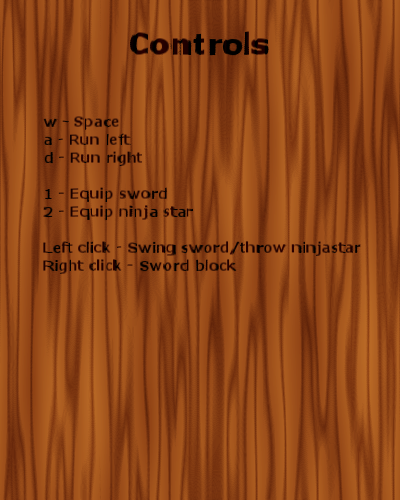 Controls
w - Space
a - Run left
d - Run right
1 - Equip sword
2 - Equip ninja star
Left click - Swing sword/throw ninjastar
Right click - Sword block